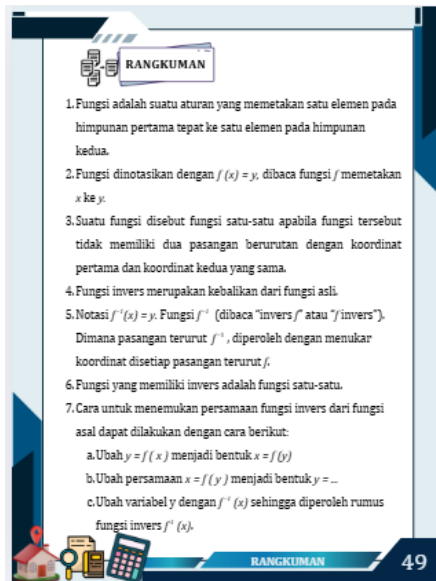 RANGKUMAN
1. Fungsi adalah suatu aturan yang memetakan satu elemen pada
himpunan pertama tepat ke satu elemen pada himpunan
kedua.
2. Fungsi dinotasikan dengan f (x) = y, dibaca fungsi f memetakan
x ke y.
3. Suatu fungsi disebut fungsi satu-satu apabila fungsi tersebut
tidak memiliki dua pasangan berurutan dengan koordinat
pertama dan koordinat kedua yang sama.
4. Fungsi invers merupakan kebalikan dari fungsi asli.
5. Notasi f⁻¹(x) = y. Fungsi f⁻¹ (dibaca "invers f" atau "f invers").
Dimana pasangan terurut f⁻¹, diperoleh dengan menukar
koordinat disetiap pasangan terurut f.
6. Fungsi yang memiliki invers adalah fungsi satu-satu.
7. Cara untuk menemukan persamaan fungsi invers dari fungsi
asal dapat dilakukan dengan cara berikut:
a. Ubah y = f ( x ) menjadi bentuk x = f (y)
b. Ubah persamaan x = f ( y ) menjadi bentuk y = ...
c. Ubah variabel y dengan f⁻¹ (x) sehingga diperoleh rumus
fungsi invers f⁻¹ (x).
RANGKUMAN
49